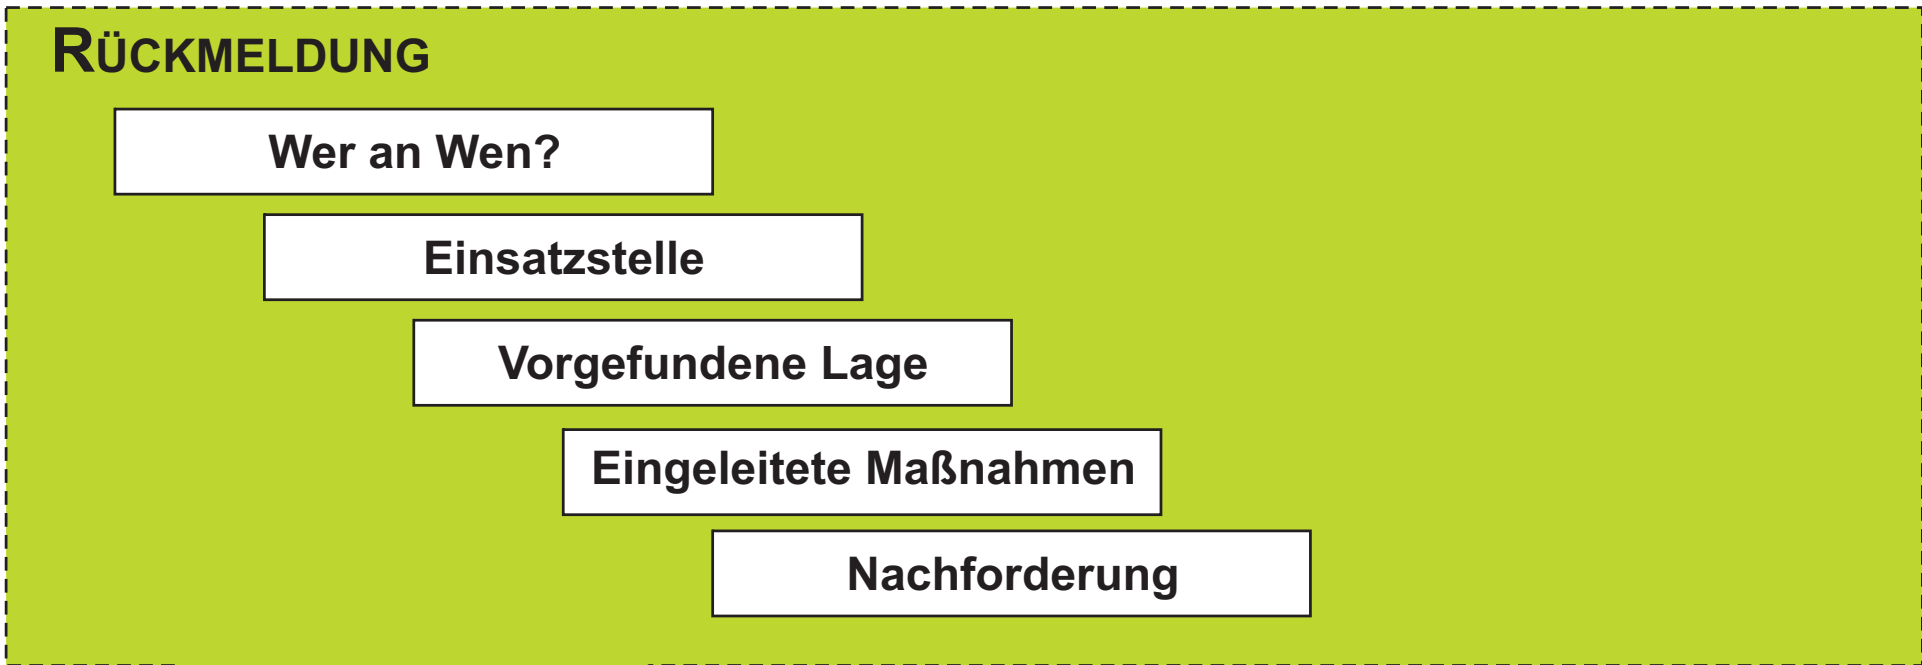 RÜCKMELDUNG
Wer an Wen?
Einsatzstelle
Vorgefundene Lage
Eingeleitete Maßnahmen
Nachforderung